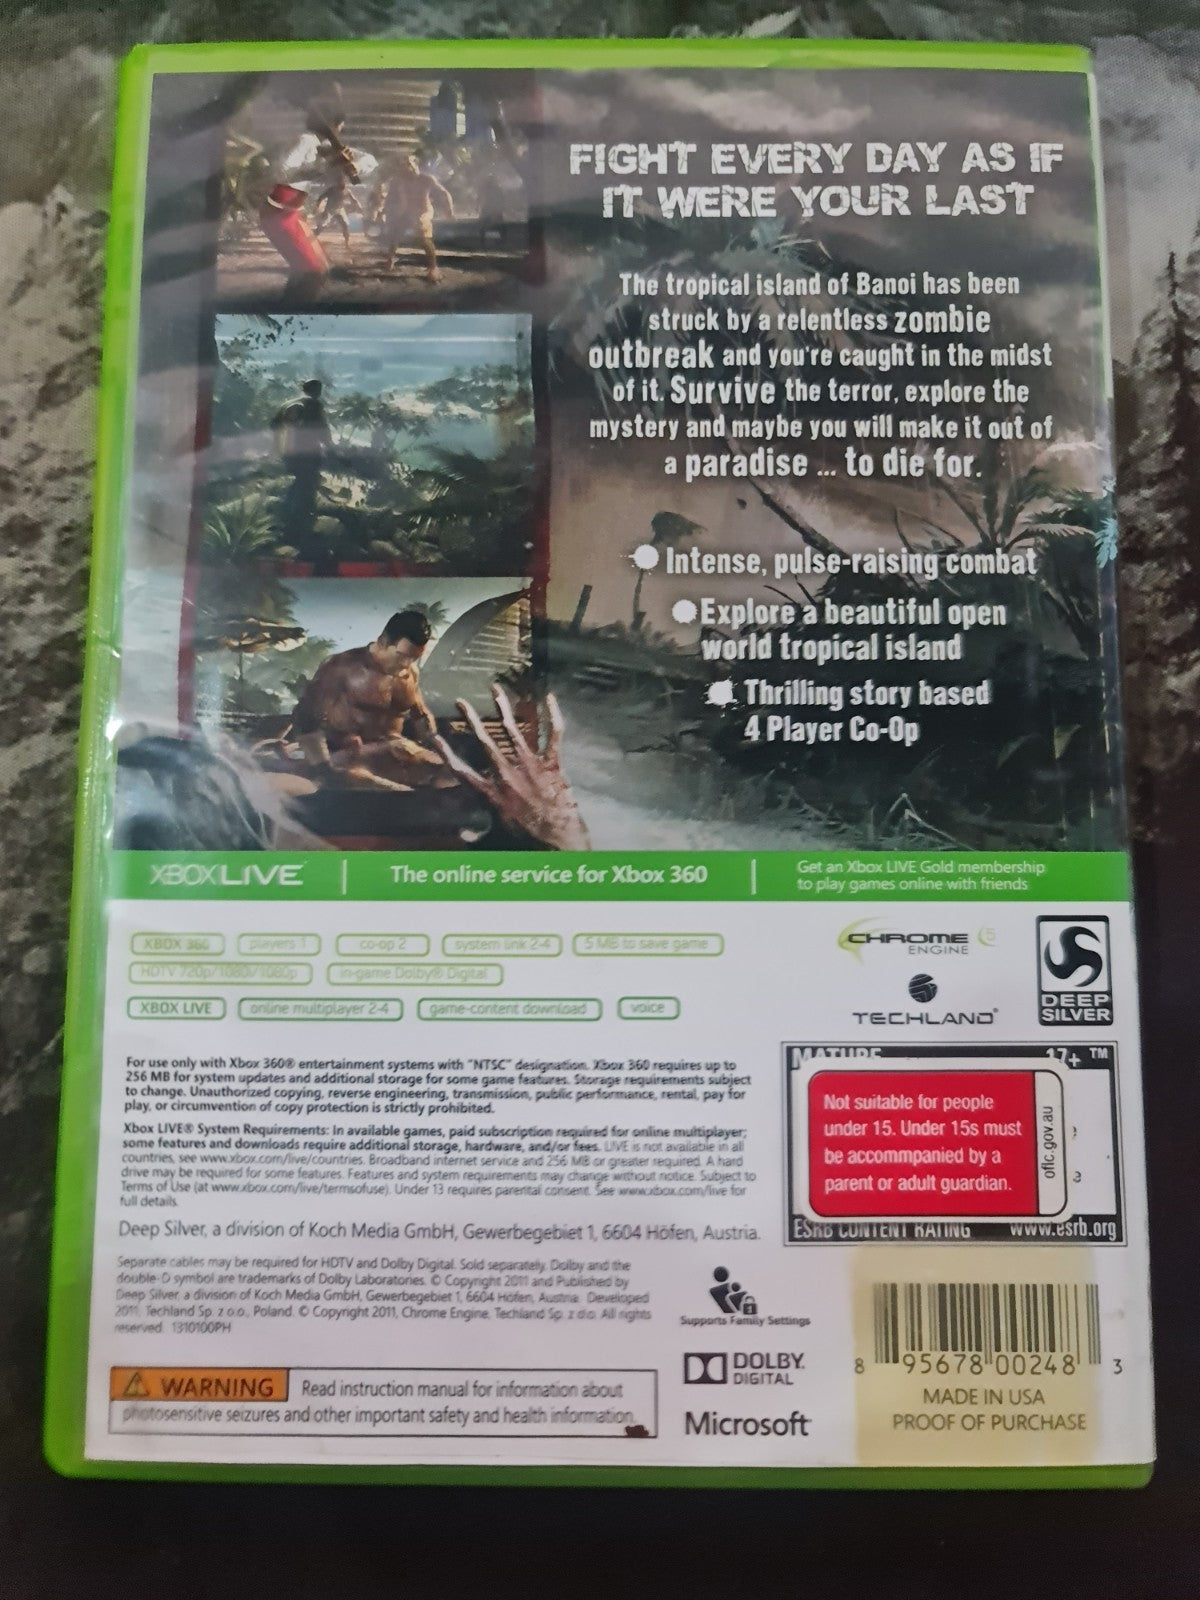 FIGHT EVERY DAY AS IF
IT WERE YOUR LAST
The tropical island of Banoi has been
struck by a relentless zombie
outbreak and you're caught in the midst
of it. Survive the terror, explore the
mystery and maybe you will make it out of
a paradise ... to die for.
Intense, pulse-raising combat
Explore a beautiful open
world tropical island
Thrilling story based
4 Player Co-Op
XBOX LIVE
The online service for Xbox 360
Get an Xbox LIVE Gold membership
to play games online with friends
XBOX 360 players 1 co-op 2 system link 2-4 5 MB to save game
HDTV 720p/1080i/1080p in-game Dolby® Digital
XBOX LIVE online multiplayer 2-4 game-content download voice
CHROME 5
ENGINE
TECHLAND®
DEEP
SILVER
For use only with Xbox 360® entertainment systems with "NTSC" designation. Xbox 360 requires up to
256 MB for system updates and additional storage for some game features. Storage requirements subject
to change. Unauthorized copying, reverse engineering, transmission, public performance, rental, pay for
play, or circumvention of copy protection is strictly prohibited.
Xbox LIVE® System Requirements: In available games, paid subscription required for online multiplayer;
some features and downloads require additional storage, hardware, and/or fees. LIVE is not available in all
countries, see www.xbox.com/live/countries. Broadband internet service and 256 MB or greater required. A hard
drive may be required for some features. Features and system requirements may change without notice. Subject to
Terms of Use (at www.xbox.com/live/termsofuse). Under 13 requires parental consent. See www.xbox.com/live for
full details.
Deep Silver, a division of Koch Media GmbH, Gewerbegebiet 1, 6604 Höfen, Austria.
Separate cables may be required for HDTV and Dolby Digital. Sold separately. Dolby and the
double-D symbol are trademarks of Dolby Laboratories. © Copyright 2011 and Published by
Deep Silver, a division of Koch Media GmbH, Gewerbegebiet 1, 6604 Höfen, Austria. Developed
2011, Techland Sp. z o.o., Poland. © Copyright 2011, Chrome Engine, Techland Sp. z o.o. All rights
reserved. 1310100PH
WARNING Read instruction manual for information about
photosensitive seizures and other important safety and health information.
MATURE 17+ ™
Not suitable for people
under 15. Under 15s must
be accommpanied by a
parent or adult guardian.
oflc.gov.au
ESRB CONTENT RATING www.esrb.org
Supports Family Settings
DOLBY
DIGITAL
Microsoft
8 95678 00248 3
MADE IN USA
PROOF OF PURCHASE